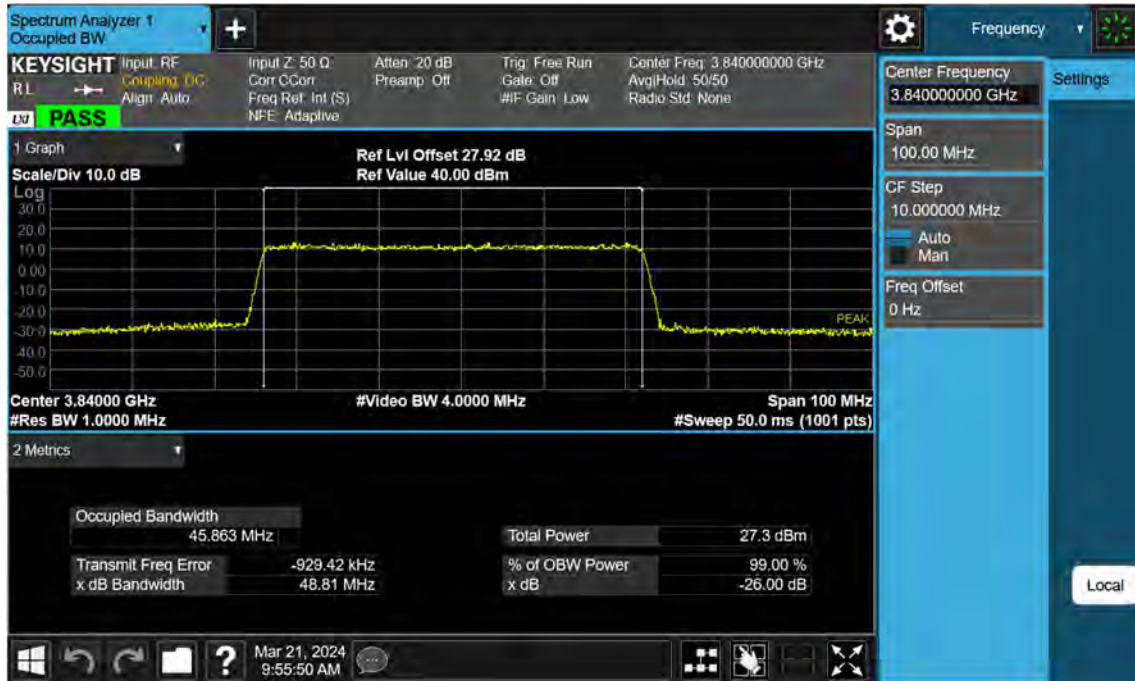 Spectrum Analyzer 1
Occupied BW
+
Frequency
KEYSIGHT
RL
LXI
PASS
Input: RF
Coupling: DC
Align: Auto
Input Z: 50 Ω
Corr CCorr
Freq Ref: Int (S)
NFE: Adaptive
Atten: 20 dB
Preamp: Off
Trig: Free Run
Gate: Off
#IF Gain: Low
Center Freq: 3.840000000 GHz
Avg|Hold: 50/50
Radio Std: None
Center Frequency
3.840000000 GHz
Settings
Span
100.00 MHz
CF Step
10.000000 MHz
Auto
Man
Freq Offset
0 Hz
Local
1 Graph
Scale/Div 10.0 dB
Ref Lvl Offset 27.92 dB
Ref Value 40.00 dBm
Log
30.0
20.0
10.0
0.00
-10.0
-20.0
-30.0
-40.0
-50.0
PEAK
Center 3.84000 GHz
#Video BW 4.0000 MHz
Span 100 MHz
#Res BW 1.0000 MHz
#Sweep 50.0 ms (1001 pts)
2 Metrics
Occupied Bandwidth
45.863 MHz
Total Power 27.3 dBm
Transmit Freq Error -929.42 kHz
% of OBW Power 99.00 %
x dB Bandwidth 48.81 MHz
x dB -26.00 dB
?
Mar 21, 2024
9:55:50 AM